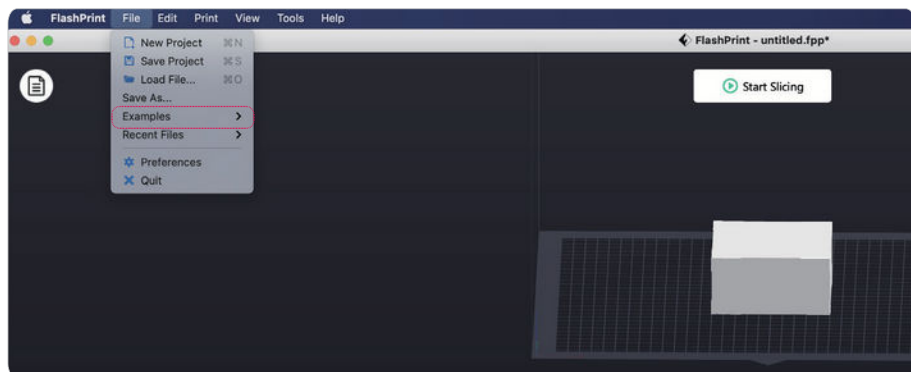 FlashPrint File Edit Print View Tools Help
FlashPrint - untitled.fpp*
New Project ⌘N
Save Project ⌘S
Load File... ⌘O
Save As...
Examples
Recent Files
Preferences
Quit
Start Slicing